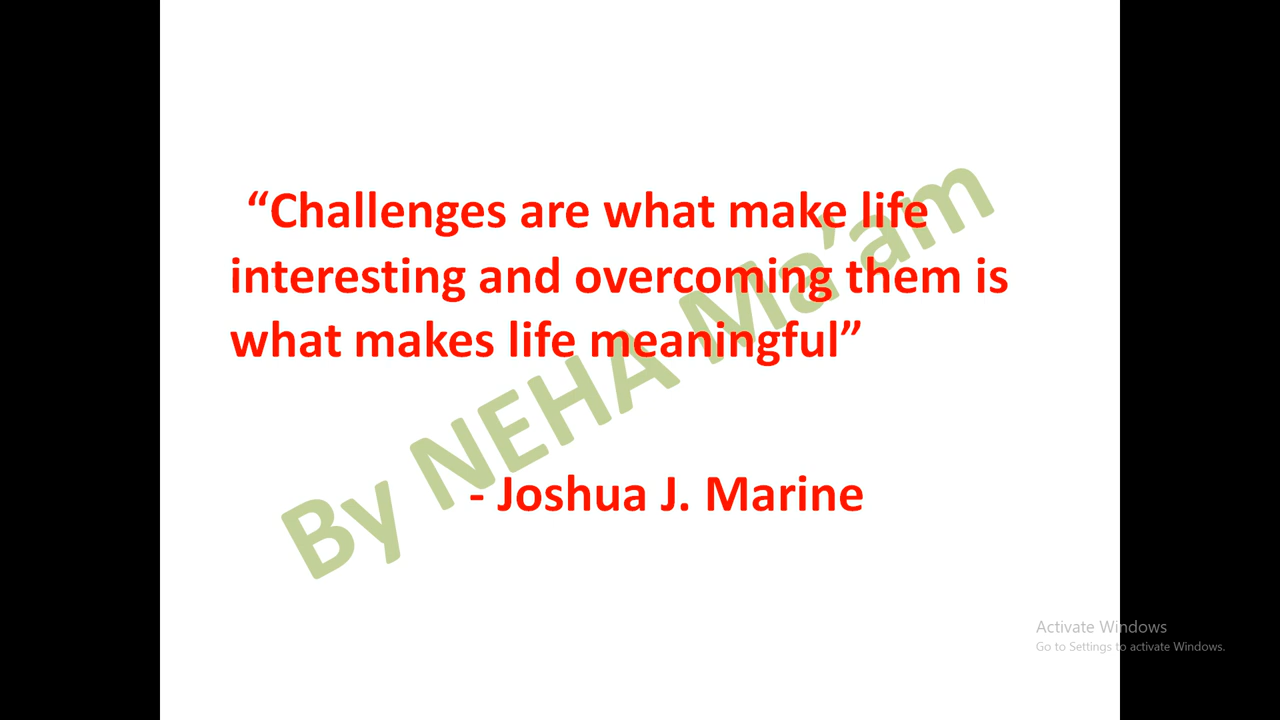 “Challenges are what make life
interesting and overcoming them is
what makes life meaningful”
- Joshua J. Marine
By NEHA Ma’am
Activate Windows
Go to Settings to activate Windows.